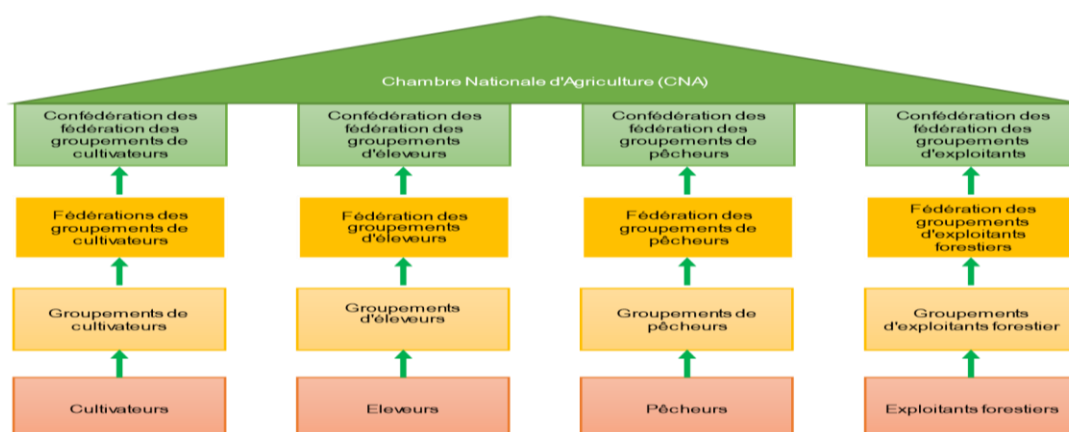 Chambre Nationale d'Agriculture (CNA)
Confédération des
fédération des
groupements de
cultivateurs
Confédération des
fédération des
groupements
d'éleveurs
Confédération des
fédération des
groupements de
pêcheurs
Confédération des
fédération des
groupements
d'exploitants
Fédérations des
groupements de
cultivateurs
Fédération des
groupements
d'éleveurs
Fédération des
groupements de
pêcheurs
Fédération des
groupements
d'exploitants
forestiers
Groupements de
cultivateurs
Groupements
d'éleveurs
Groupements de
pêcheurs
Groupements
d'exploitants forestier
Cultivateurs
Eleveurs
Pêcheurs
Exploitants forestiers